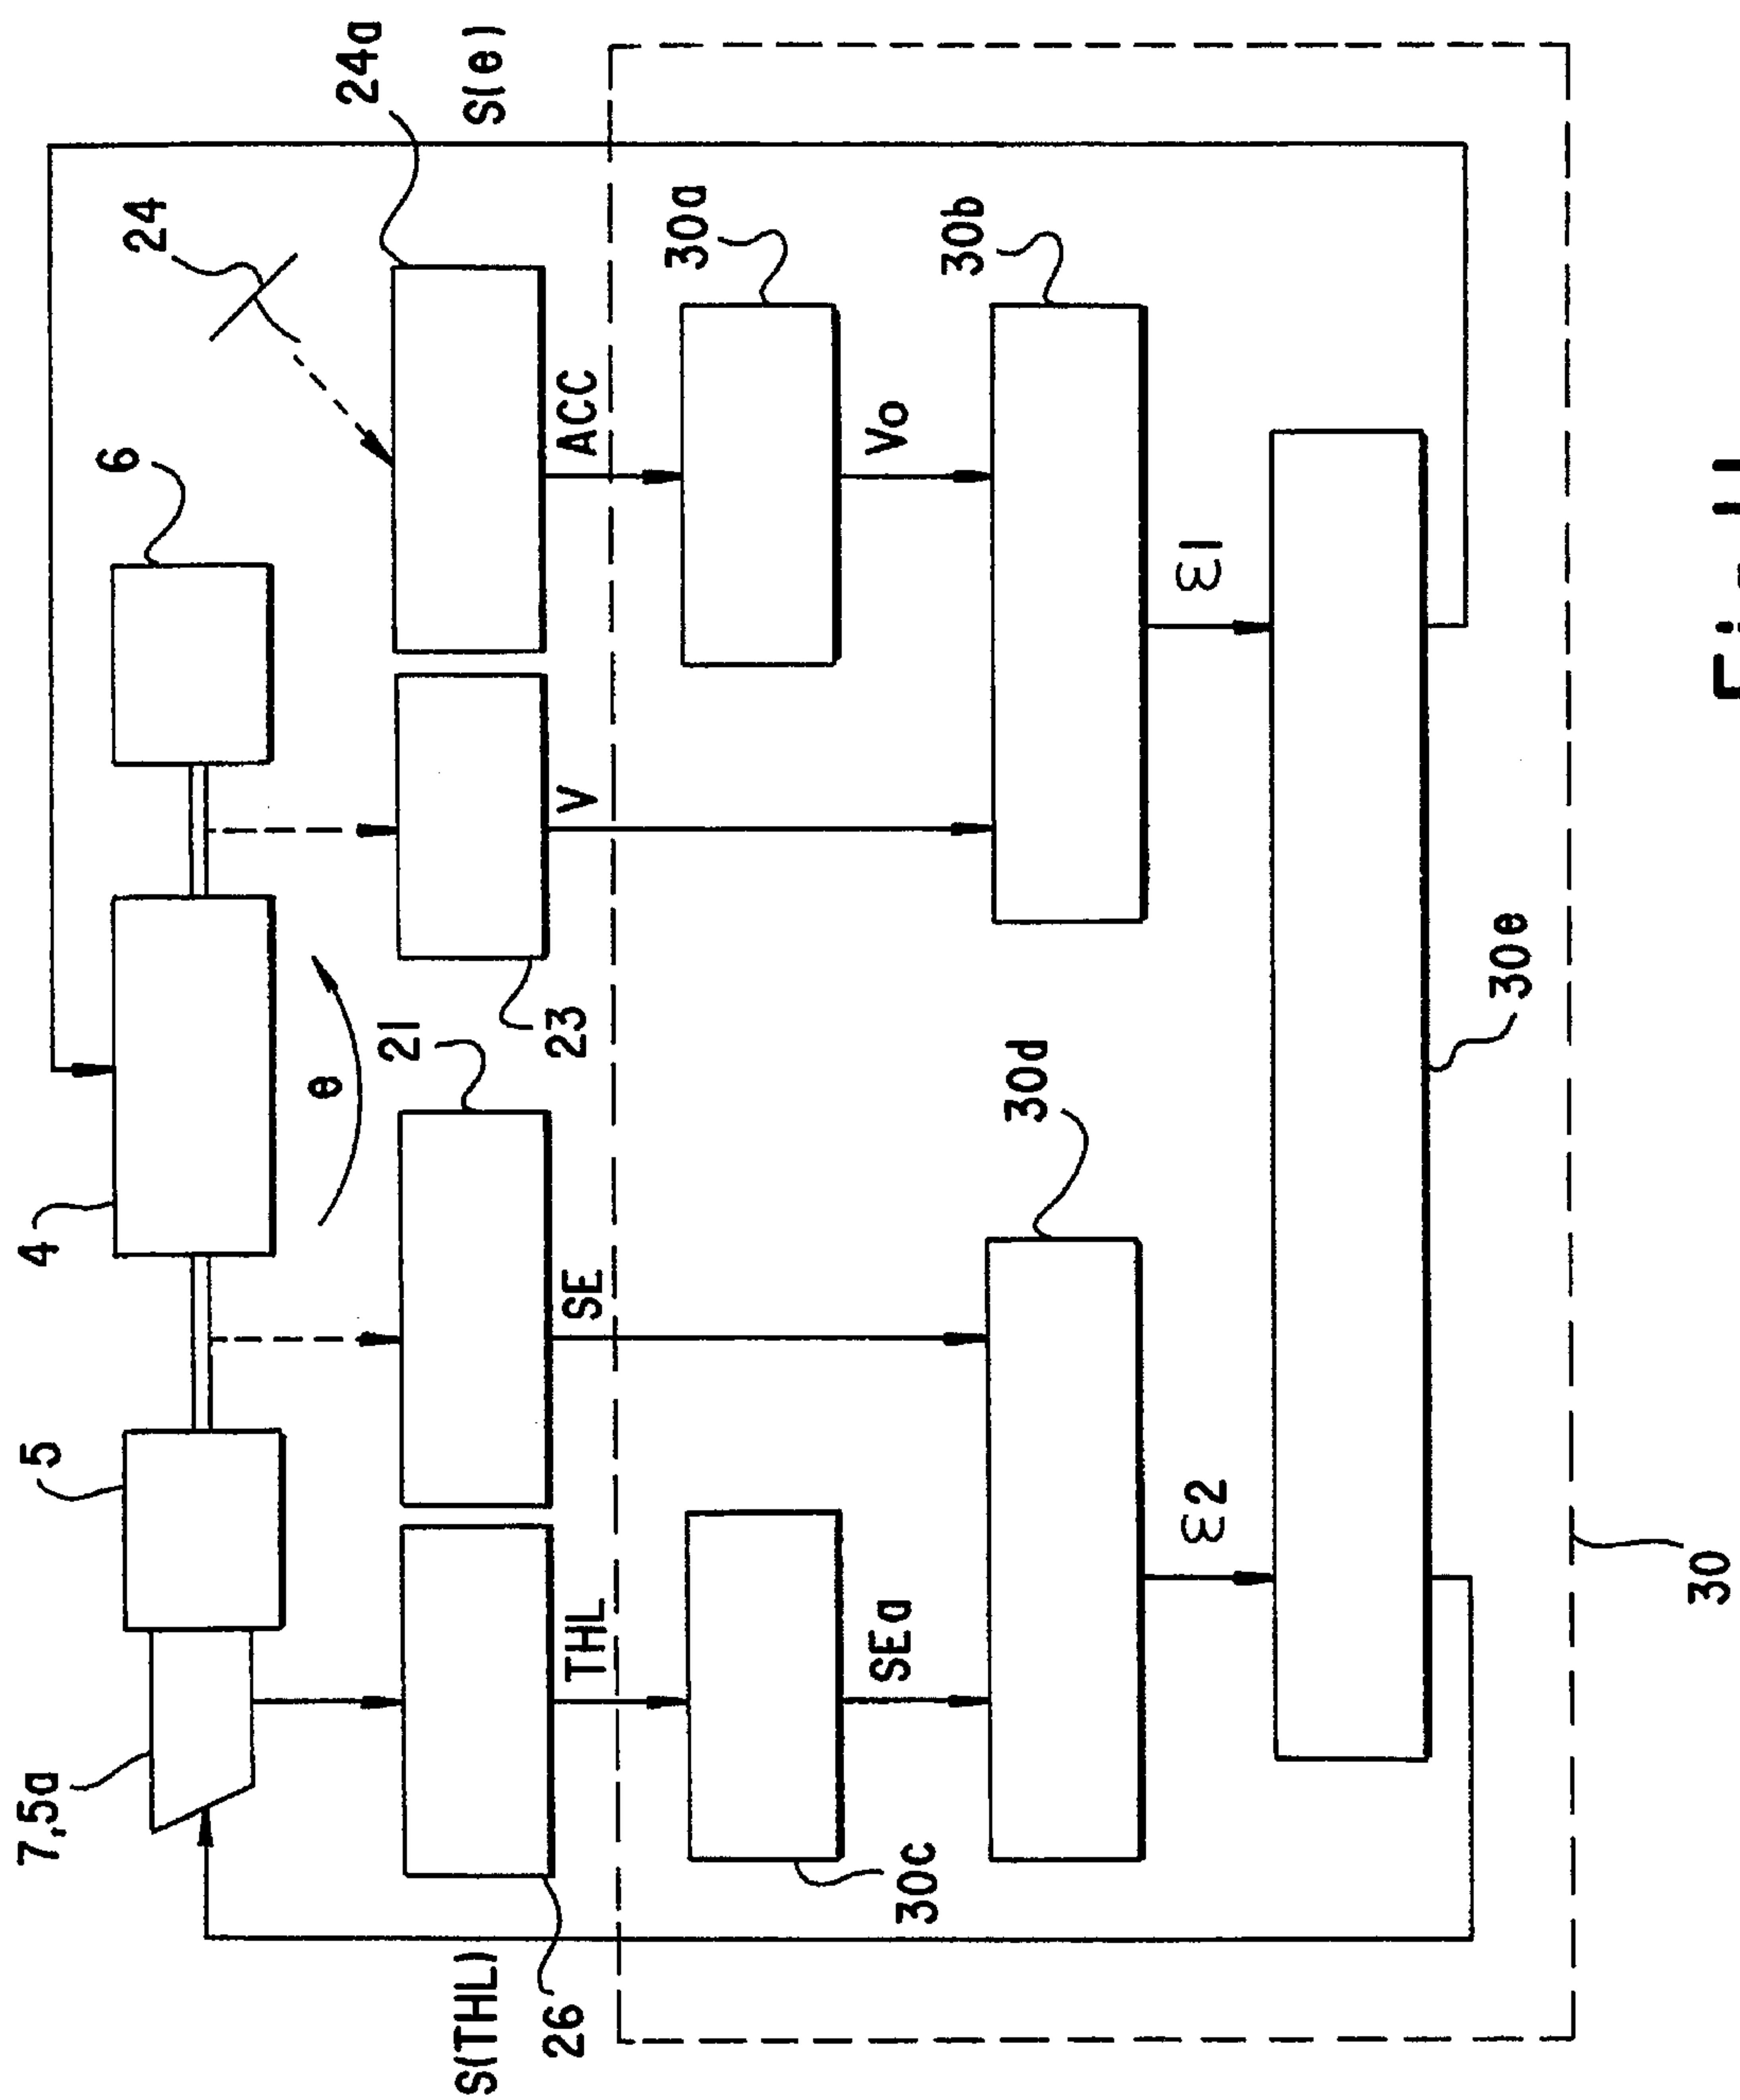 7,5a
5
4
6
24
24a
S(THL)
26
21
23
e
S(e)
THL
SE
V
ACC
30c
30a
SEa
Vo
30d
30b
ε2
ε1
30e
30